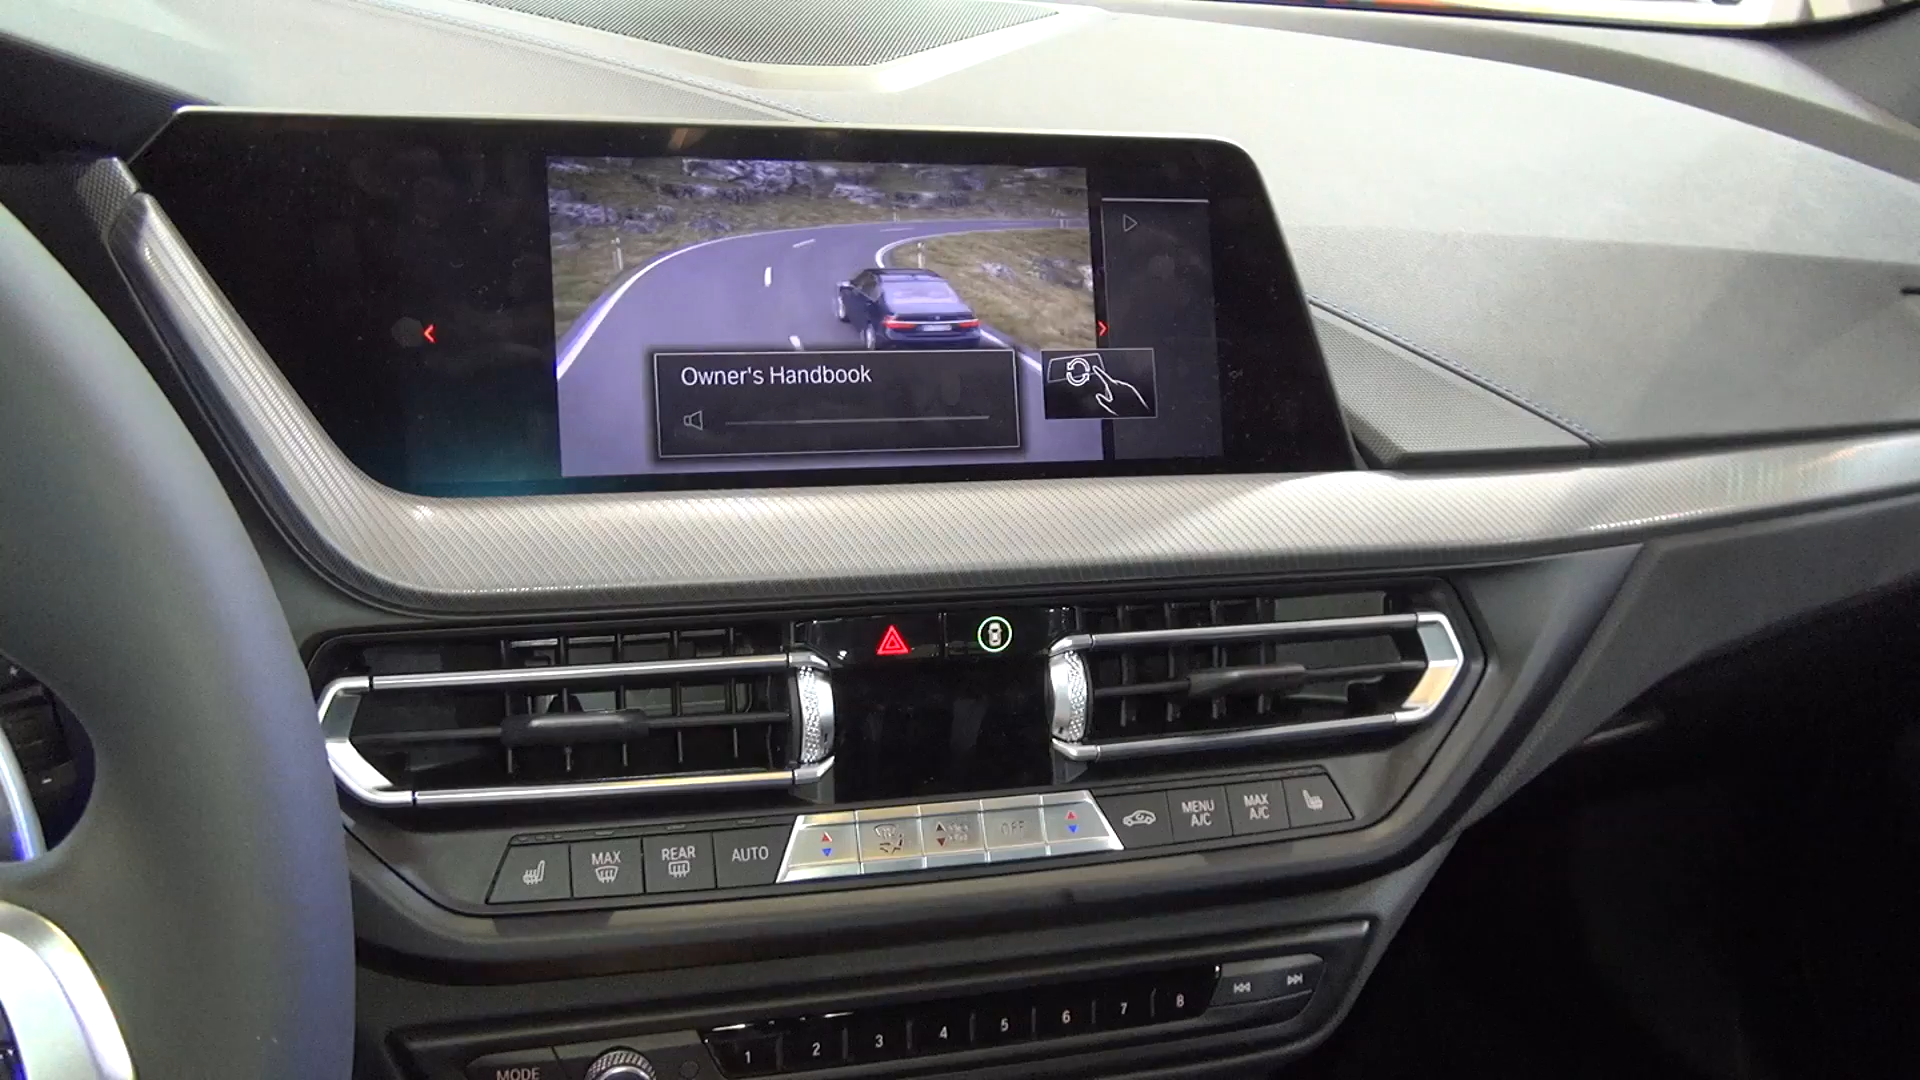 Owner's Handbook
MAX
REAR
AUTO
OFF
MENU
A/C
MAX
A/C
1 2 3 4 5 6 7 8
MODE